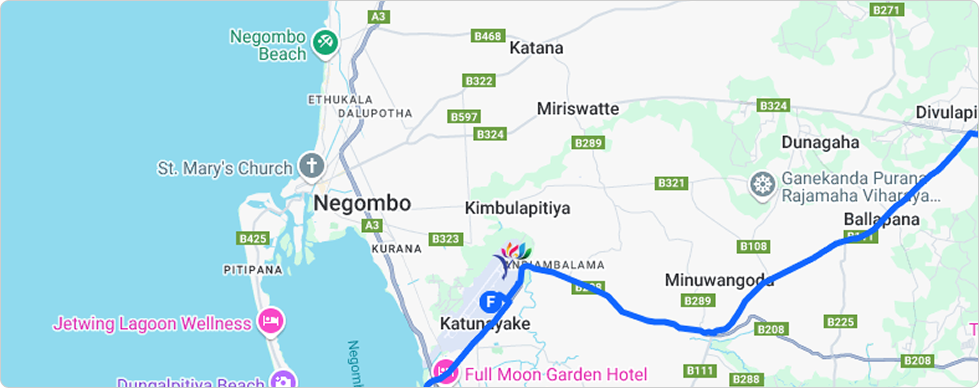 A3
B271
Negombo
Beach
B468
Katana
B322
ETHUKALA
DALUPOTHA
B597
Miriswatte
B324
Divulapi
B324
B289
Dunagaha
St. Mary's Church
B321
Ganekanda Purana
Rajamaha Viharaya...
Negombo
Kimbulapitiya
A3
Ballapana
B425
B323
KURANA
B108
PITIPANA
ANDIAMBALAMA
Minuwangoda
B289
F
Jetwing Lagoon Wellness
Katunayake
B208
B225
B208
Full Moon Garden Hotel
B111
B288
Dungalpitiya Beach
Negombo